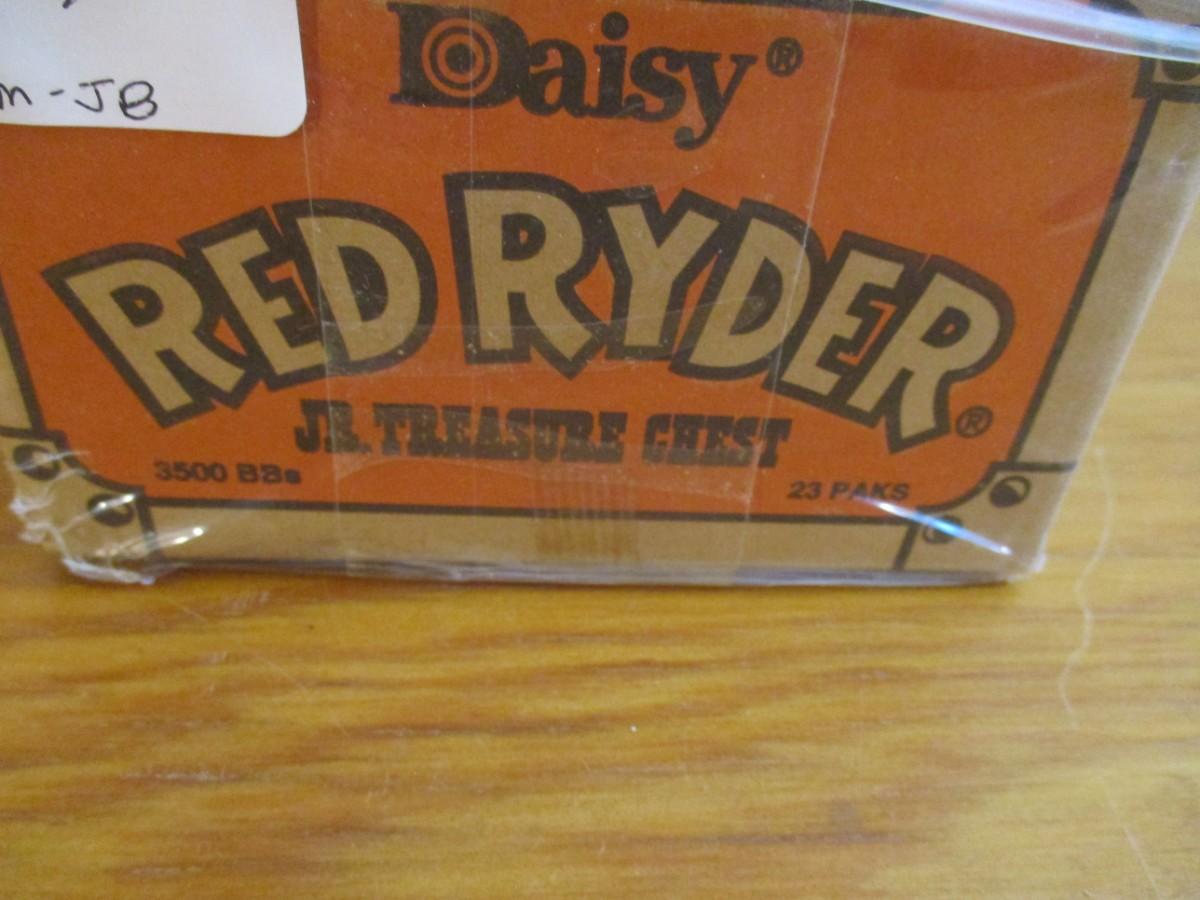 m-JB
Daisy®
RED RYDER®
JR. TREASURE CHEST
3500 BBs
23 PAKS